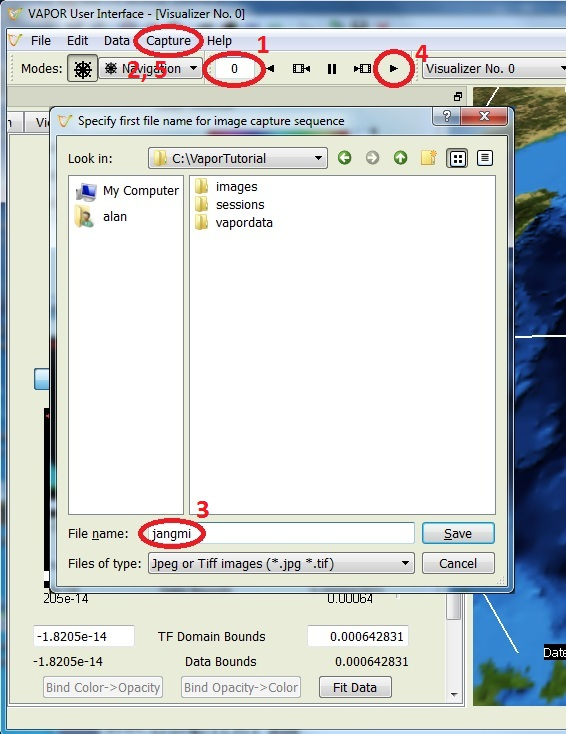 VAPOR User Interface - [Visualizer No. 0]
File Edit Data Capture Help
1
4
Modes: Navigation 0 Visualizer No. 0
2, 5
Specify first file name for image capture sequence
Look in: C:\VaporTutorial
My Computer
alan
images
sessions
vapordata
3
File name: jangmi Save
Files of type: Jpeg or Tiff images (*.jpg *.tif) Cancel
205e-14 0.00064
-1.8205e-14 TF Domain Bounds 0.000642831
-1.8205e-14 Data Bounds 0.000642831
Bind Color->Opacity Bind Opacity->Color Fit Data
Date